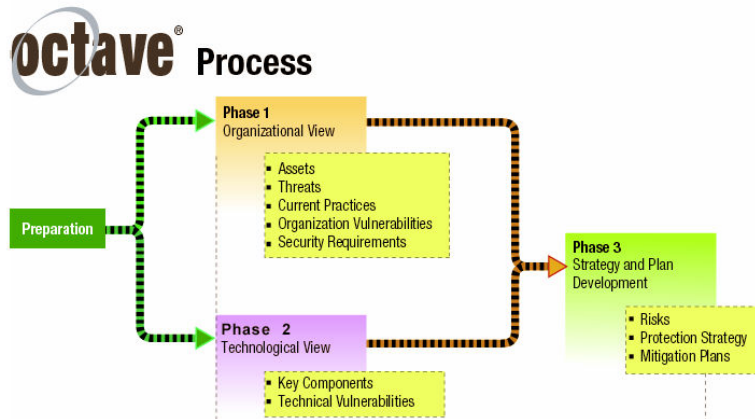 octave® Process
Phase 1
Organizational View
▪ Assets
▪ Threats
▪ Current Practices
▪ Organization Vulnerabilities
▪ Security Requirements
Preparation
Phase 2
Technological View
▪ Key Components
▪ Technical Vulnerabilities
Phase 3
Strategy and Plan
Development
▪ Risks
▪ Protection Strategy
▪ Mitigation Plans